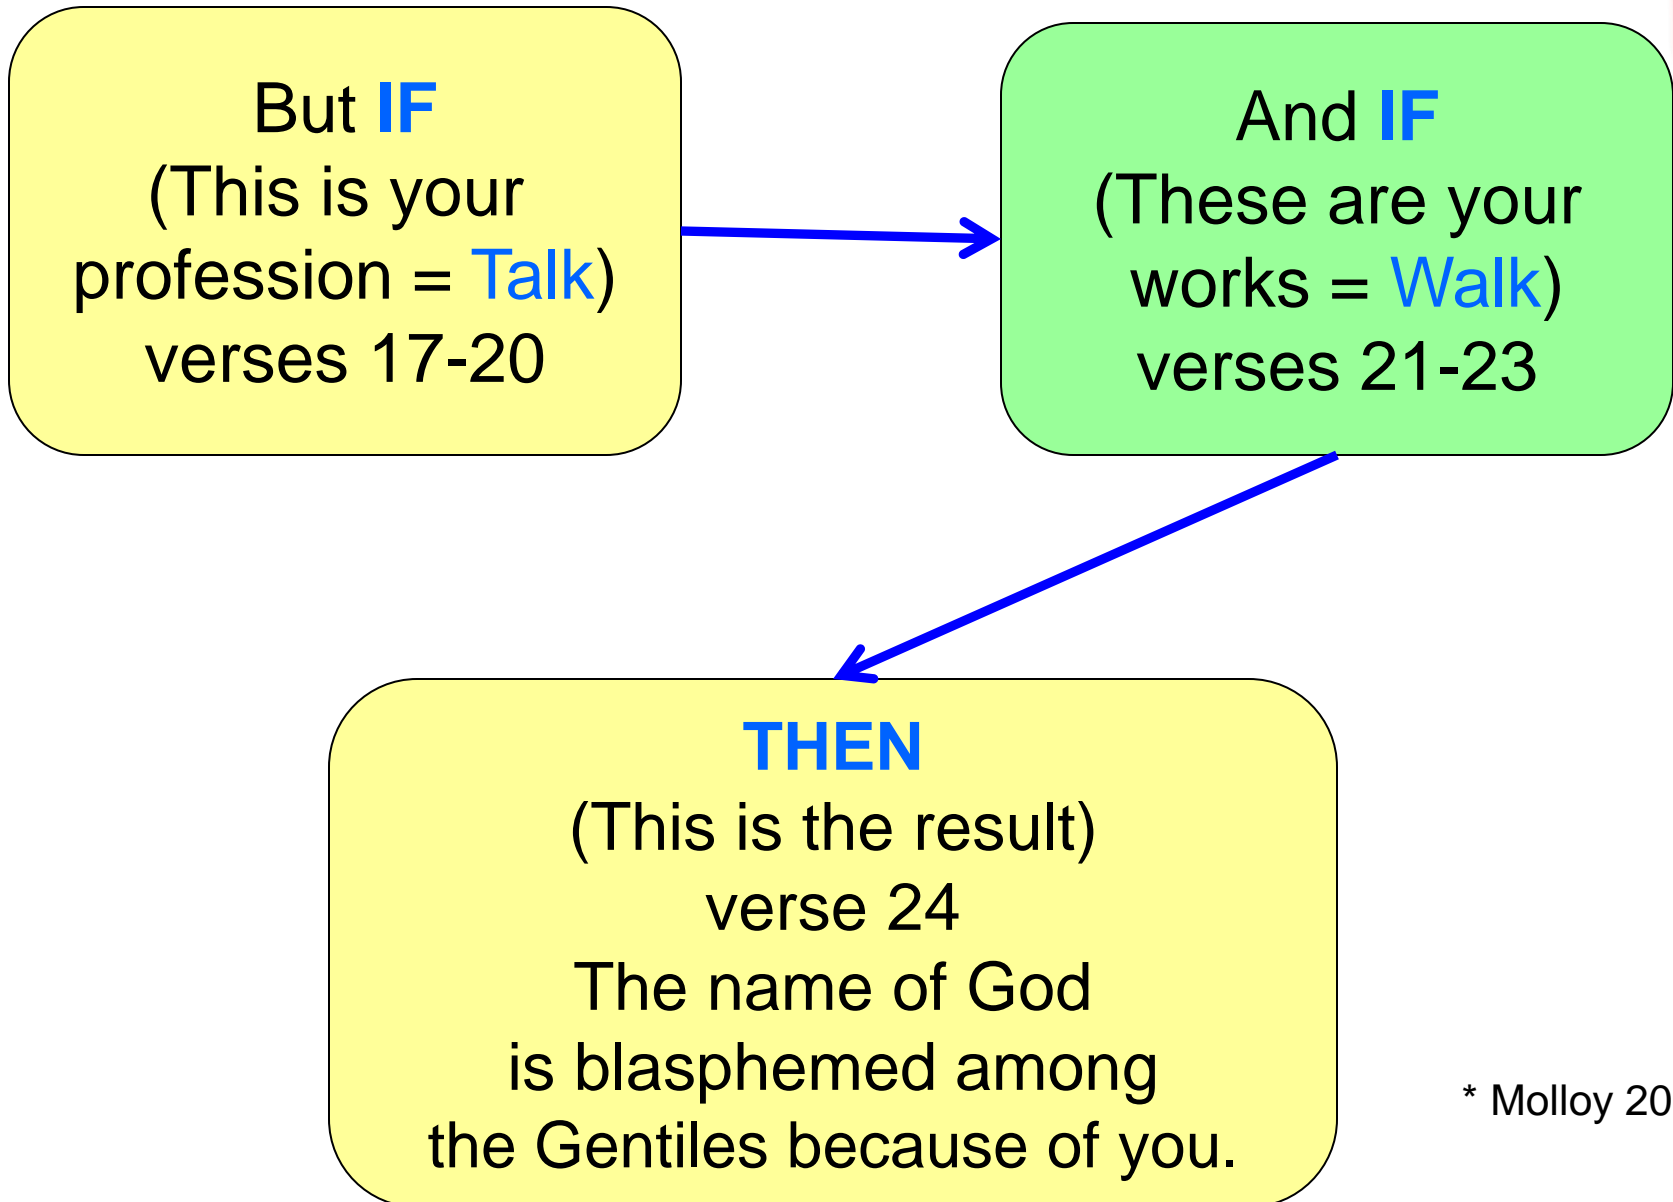 But IF
(This is your
profession = Talk)
verses 17-20
And IF
(These are your
works = Walk)
verses 21-23
THEN
(This is the result)
verse 24
The name of God
is blasphemed among
the Gentiles because of you.
* Molloy 20